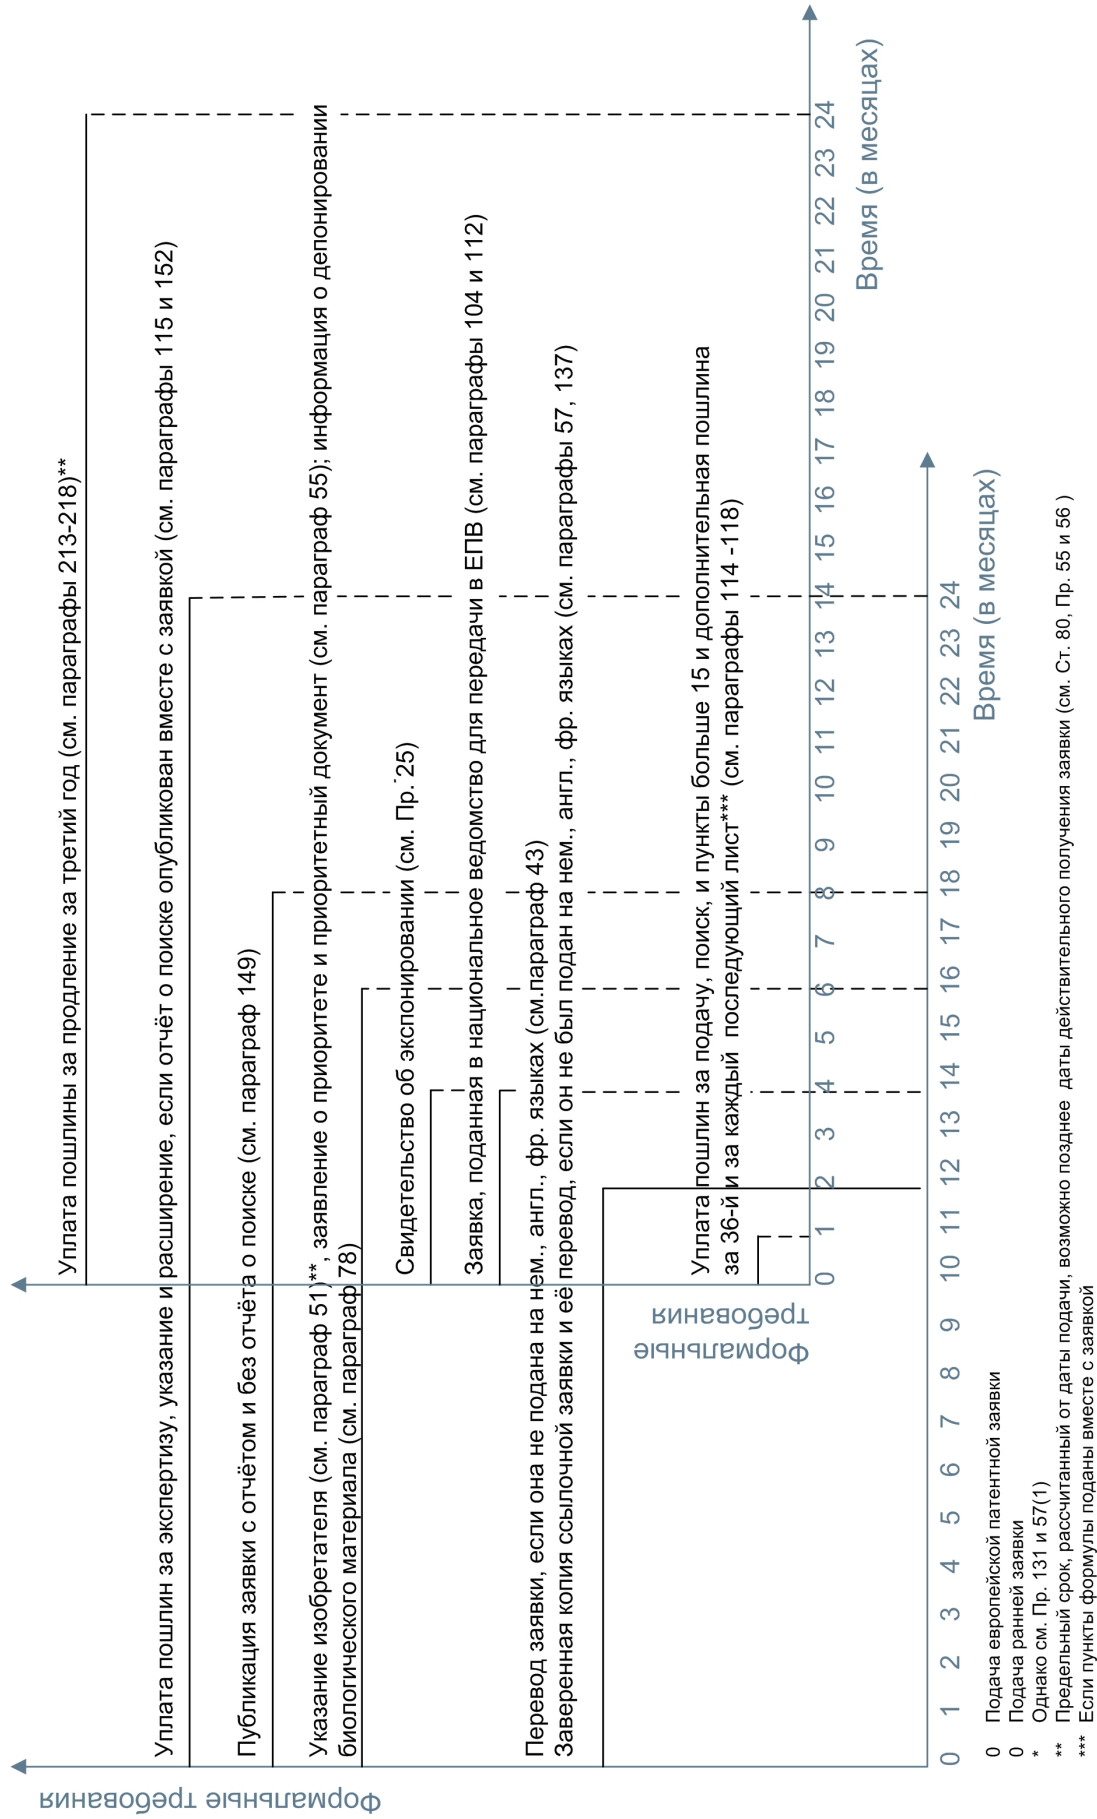 Формальные требования
Уплата пошлины за продление за третий год (см. параграфы 213-218)**
Уплата пошлин за экспертизу, указание и расширение, если отчёт о поиске опубликован вместе с заявкой (см. параграфы 115 и 152)
Публикация заявки с отчётом и без отчёта о поиске (см. параграф 149)
Указание изобретателя (см. параграф 51)**, заявление о приоритете и приоритетный документ (см. параграф 55); информация о депонировании
биологического материала (см. параграф 78)
Свидетельство об экспонировании (см. Пр. 25)
Заявка, поданная в национальное ведомство для передачи в ЕПВ (см. параграфы 104 и 112)
Перевод заявки, если она не подана на нем., англ., фр. языках (см.параграф 43)
Заверенная копия ссылочной заявки и её перевод, если он не был подан на нем., англ., фр. языках (см. параграфы 57, 137)
Формальные
требования
Уплата пошлин за подачу, поиск, и пункты больше 15 и дополнительная пошлина
за 36-й и за каждый последующий лист*** (см. параграфы 114 -118)
0 1 2 3 4 5 6 7 8 9 10 11 12 13 14 15 16 17 18 19 20 21 22 23 24
Время (в месяцах)
0 1 2 3 4 5 6 7 8 9 10 11 12 13 14 15 16 17 18 19 20 21 22 23 24
Время (в месяцах)
0 Подача европейской патентной заявки
0 Подача ранней заявки
* Однако см. Пр. 131 и 57(1)
** Предельный срок, рассчитанный от даты подачи, возможно позднее даты действительного получения заявки (см. Ст. 80, Пр. 55 и 56 )
*** Если пункты формулы поданы вместе с заявкой